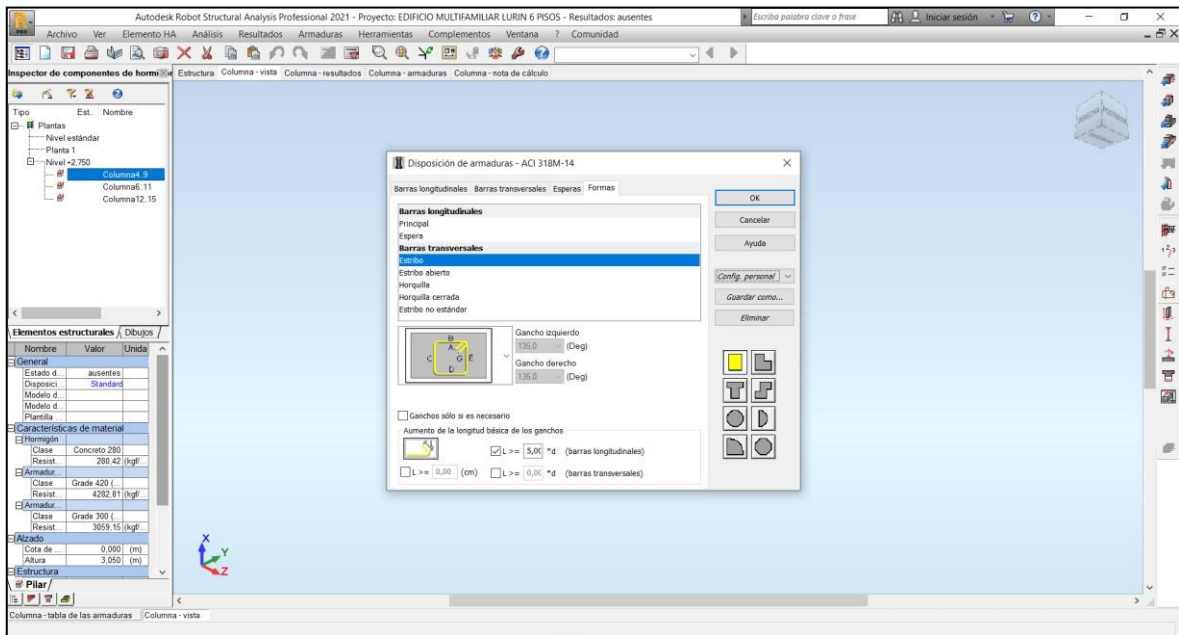 Autodesk Robot Structural Analysis Professional 2021 - Proyecto: EDIFICIO MULTIFAMILIAR LURIN 6 PISOS - Resultados: ausentes
Escriba palabra clave o frase
Iniciar sesión
PRO
Archivo Ver Elemento HA Análisis Resultados Armaduras Herramientas Complementos Ventana ? Comunidad
Inspector de componentes de hormi
Estructura Columna - vista Columna - resultados Columna - armaduras Columna - nota de cálculo
Tipo Est... Nombre
Plantas
Nivel estándar
Planta 1
Nivel +2,750
Columna4..9
Columna6..11
Columna12..15
Elementos estructurales Dibujos
Nombre Valor Unida
General
Estado d... ausentes
Disposici... Standard
Modelo d...
Modelo d...
Plantilla ...
Características de material
Hormigón
Clase Concreto 280
Resist... 280,42 (kgf/...
Armadur...
Clase Grade 420 (...
Resist... 4282,81 (kgf/...
Armadur...
Clase Grade 300 (...
Resist... 3059,15 (kgf/...
Alzado
Cota de ... 0,000 (m)
Altura 3,050 (m)
Estructura
Pilar
Columna - tabla de las armaduras Columna - vista
Disposición de armaduras - ACI 318M-14
Barras longitudinales Barras transversales Esperas Formas
Barras longitudinales
Principal
Espera
Barras transversales
Estribo
Estribo abierto
Horquilla
Horquilla cerrada
Estribo no estándar
B
A
C G E
D
Gancho izquierdo
135.0 (Deg)
Gancho derecho
135.0 (Deg)
Ganchos sólo si es necesario
Aumento de la longitud básica de los ganchos
L >= 5,00 *d (barras longitudinales)
L >= 0,00 (cm) L >= 0,00 *d (barras transversales)
OK
Cancelar
Ayuda
Config. personal
Guardar como...
Eliminar
X
Y
Z